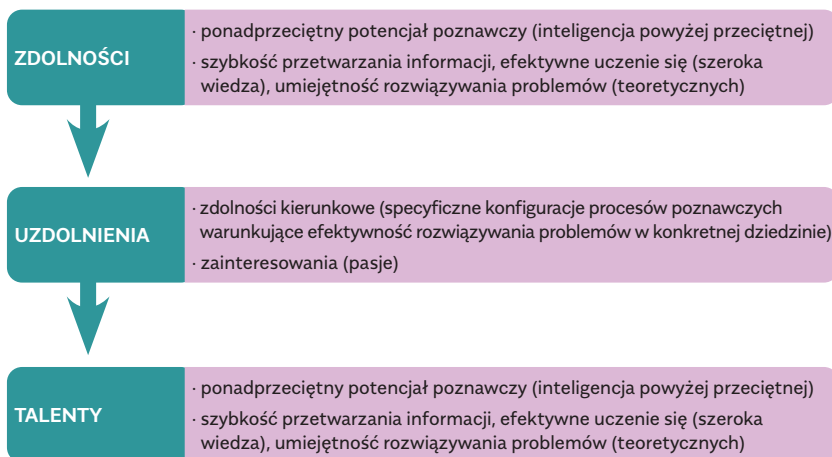 ZDOLNOŚCI
· ponadprzeciętny potencjał poznawczy (inteligencja powyżej przeciętnej)
· szybkość przetwarzania informacji, efektywne uczenie się (szeroka
wiedza), umiejętność rozwiązywania problemów (teoretycznych)
UZDOLNIENIA
· zdolności kierunkowe (specyficzne konfiguracje procesów poznawczych
warunkujące efektywność rozwiązywania problemów w konkretnej dziedzinie)
· zainteresowania (pasje)
TALENTY
· ponadprzeciętny potencjał poznawczy (inteligencja powyżej przeciętnej)
· szybkość przetwarzania informacji, efektywne uczenie się (szeroka
wiedza), umiejętność rozwiązywania problemów (teoretycznych)